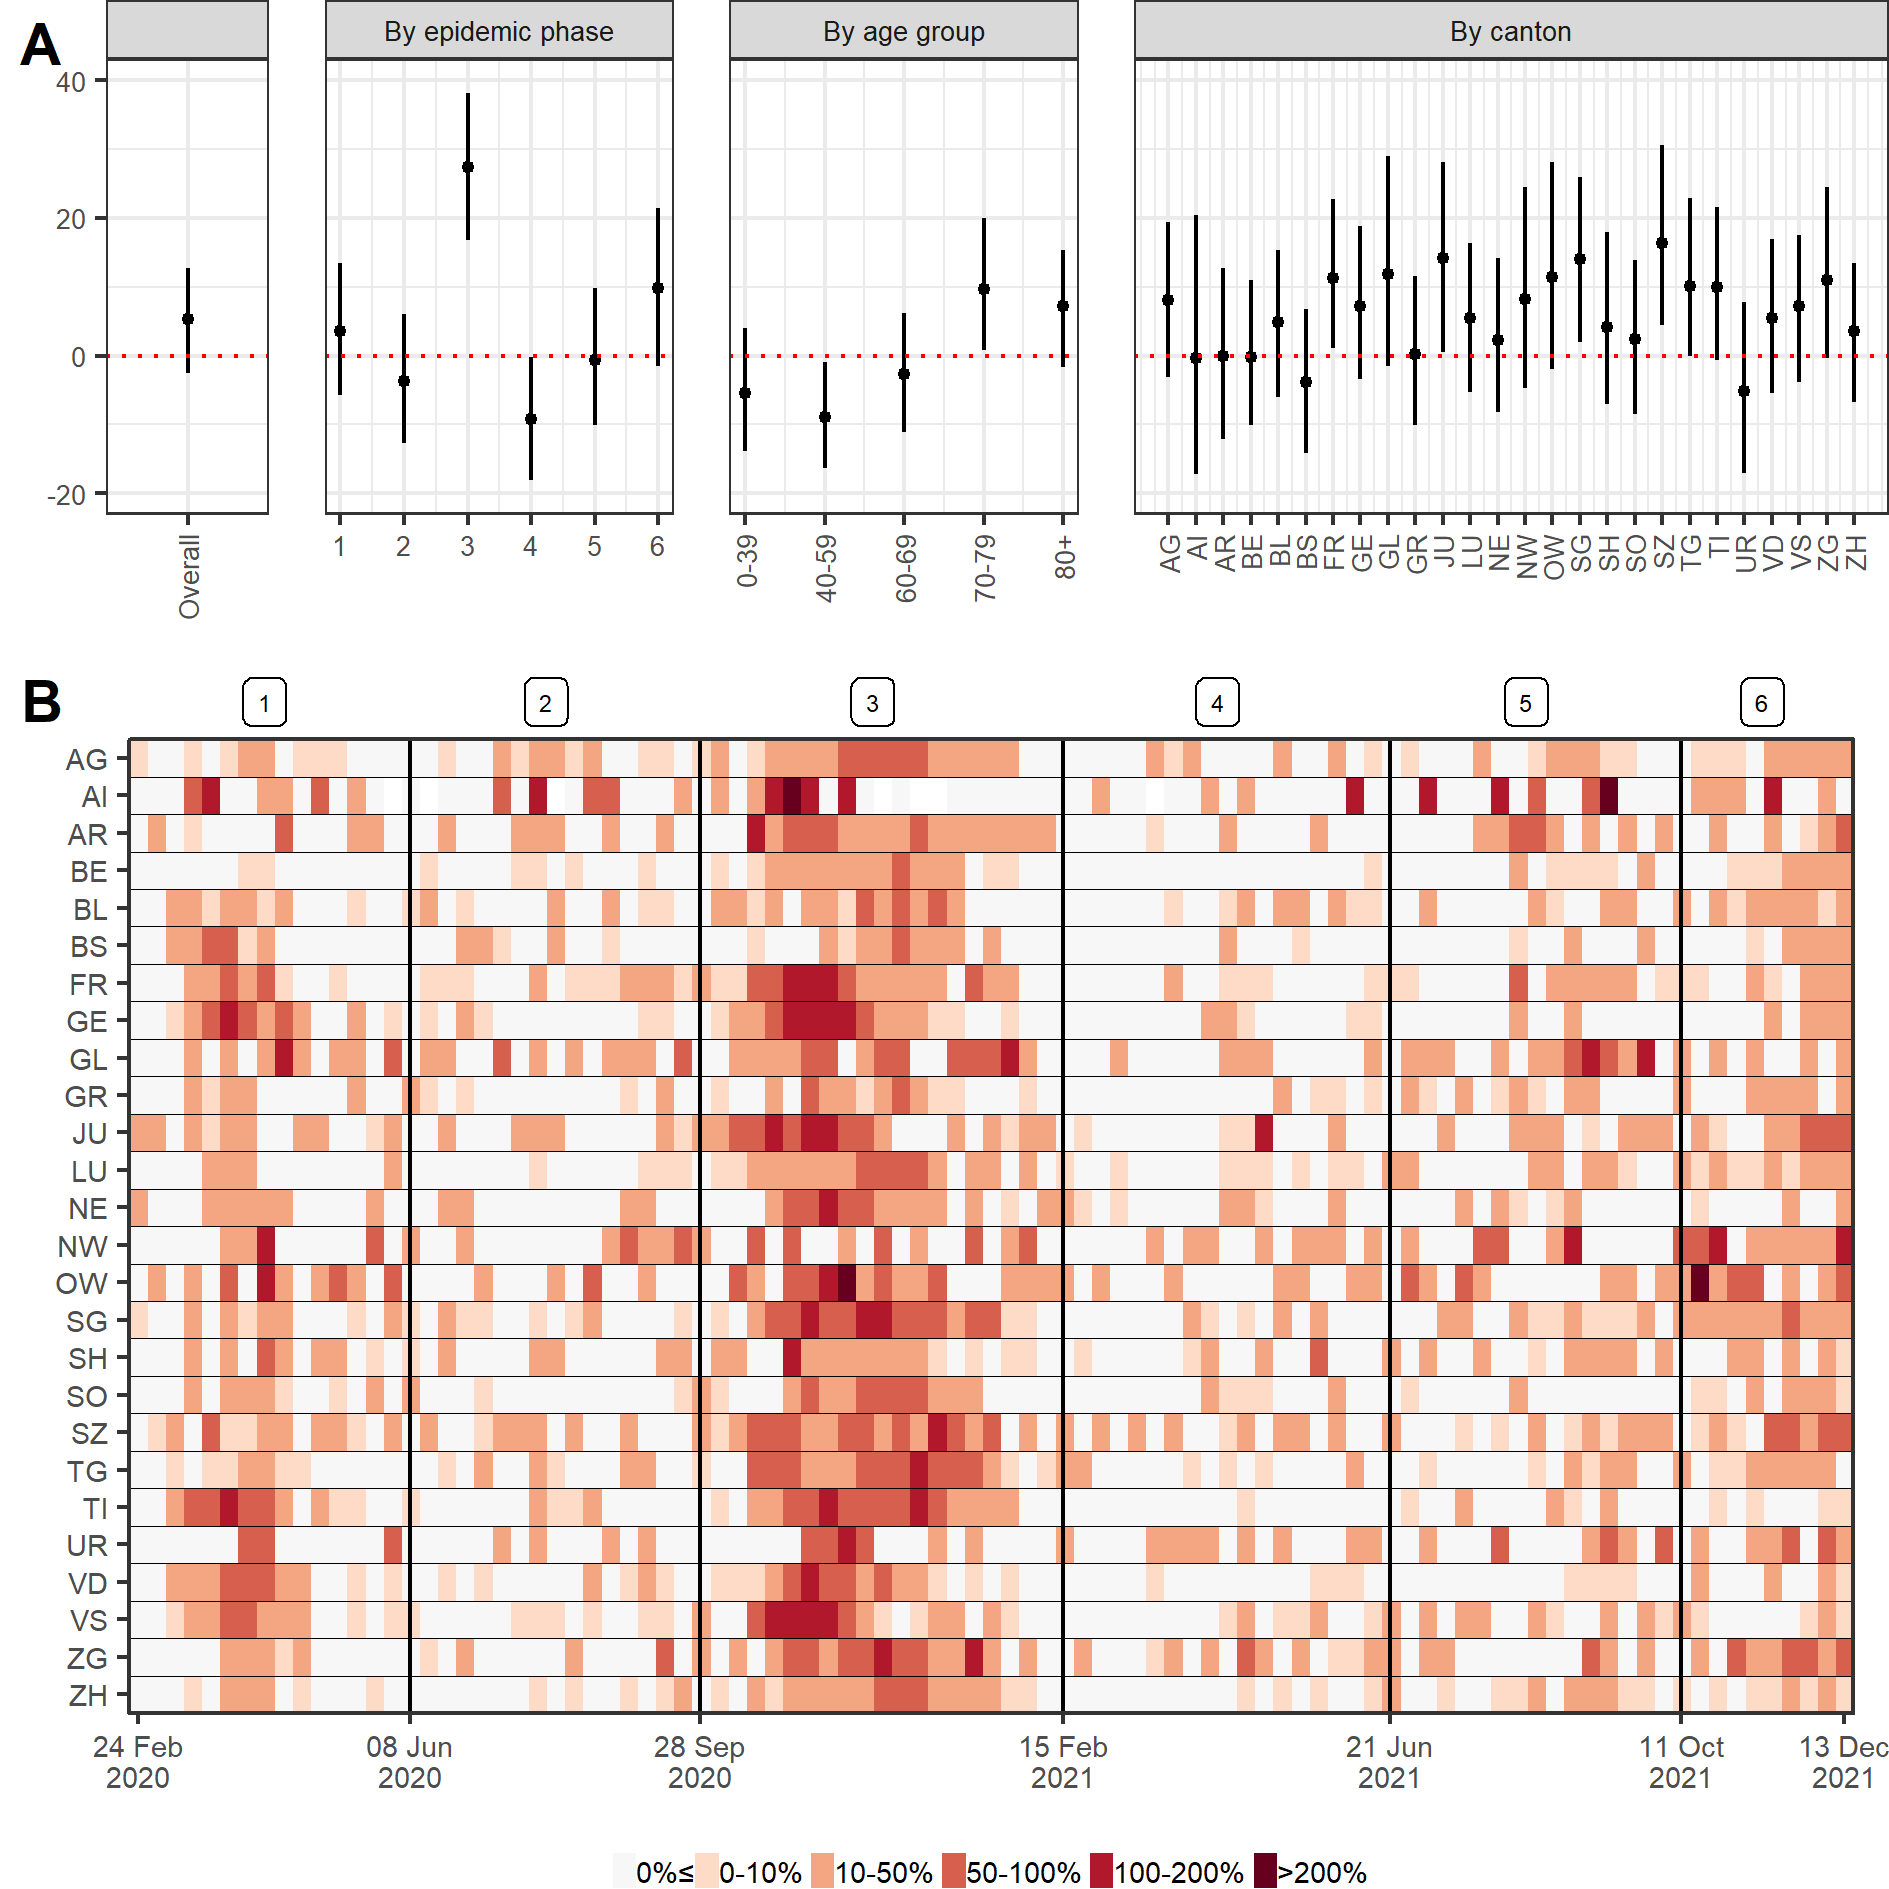 A
By epidemic phase
By age group
By canton
40
20
0
-20
Overall
1 2 3 4 5 6
0-39 40-59 60-69 70-79 80+
AG AI AR BE BL BS FR GE GL GR JU LU NE NW OW SG SH SO SZ TG TI UR VD VS ZG ZH
B
1 2 3 4 5 6
AG
AI
AR
BE
BL
BS
FR
GE
GL
GR
JU
LU
NE
NW
OW
SG
SH
SO
SZ
TG
TI
UR
VD
VS
ZG
ZH
24 Feb 08 Jun 28 Sep 15 Feb 21 Jun 11 Oct 13 Dec
2020 2020 2020 2021 2021 2021 2021
0%≤ 0-10% 10-50% 50-100% 100-200% >200%